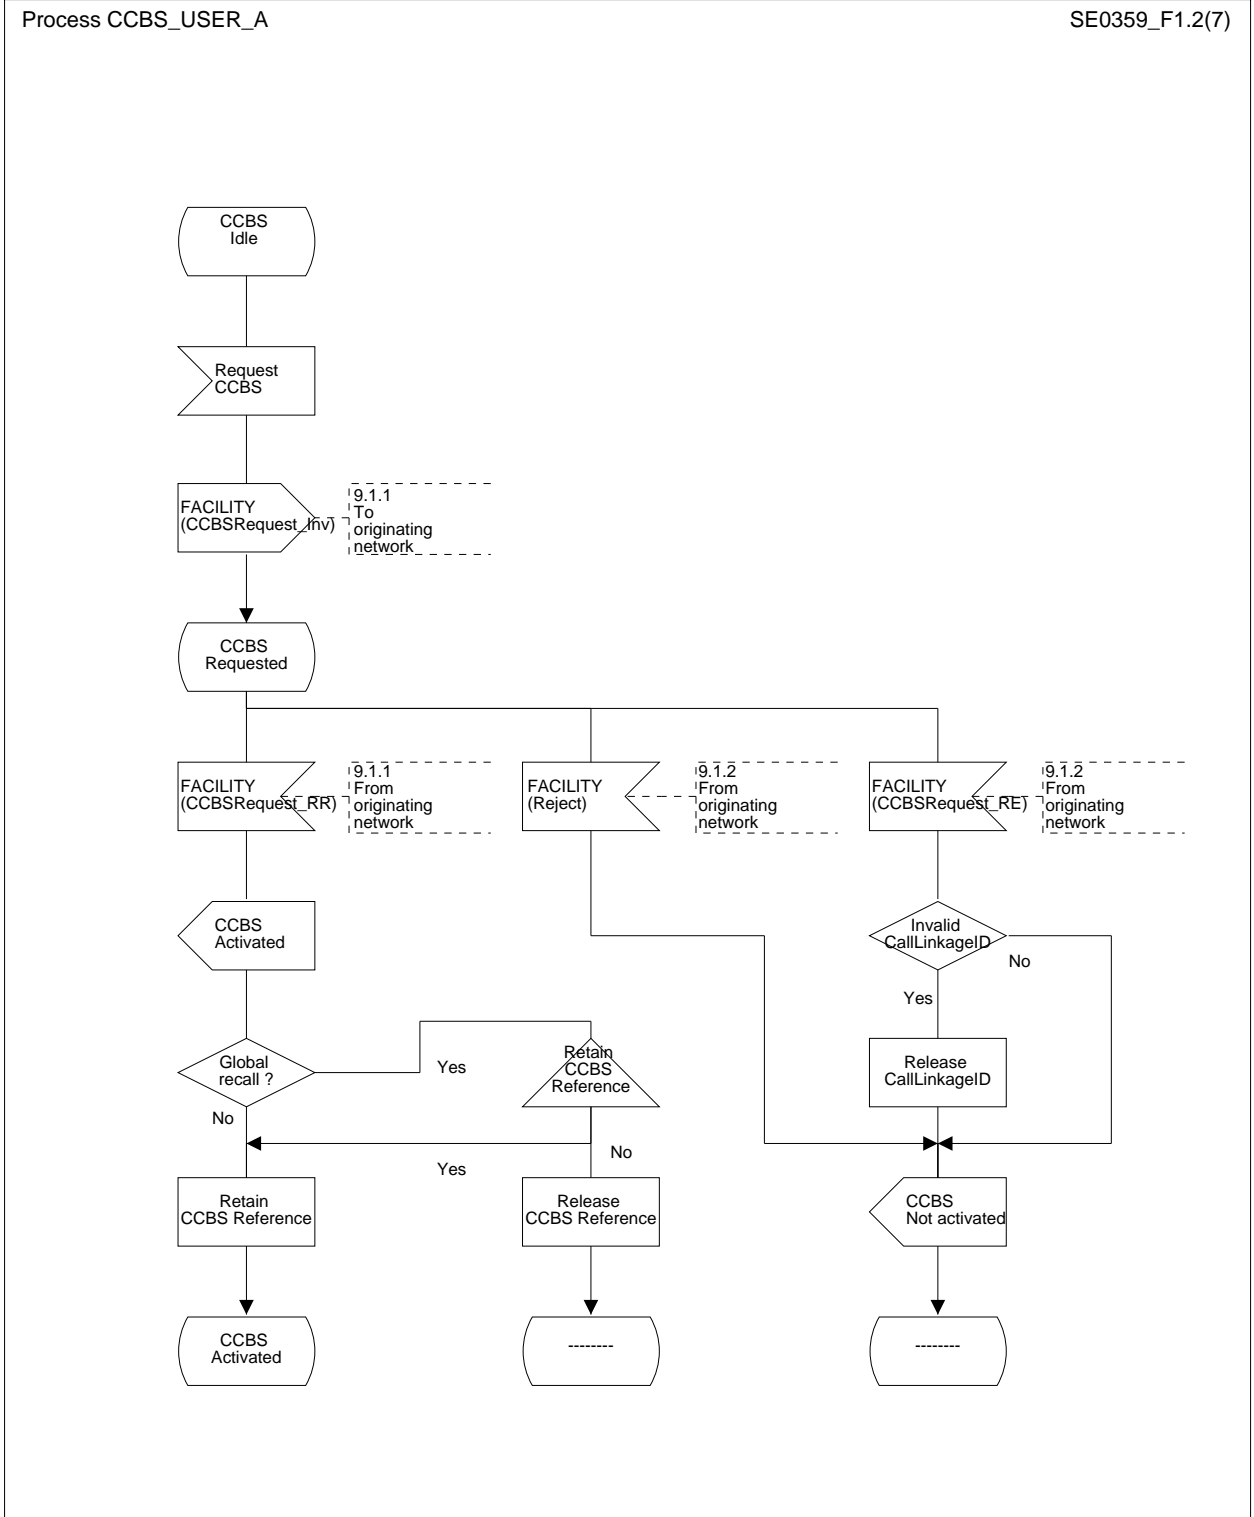 Process CCBS_USER_A
SE0359_F1.2(7)
CCBS
Idle
Request
CCBS
FACILITY
(CCBSRequest_Inv)
9.1.1
To
originating
network
CCBS
Requested
FACILITY
(CCBSRequest_RR)
9.1.1
From
originating
network
FACILITY
(Reject)
9.1.2
From
originating
network
FACILITY
(CCBSRequest_RE)
9.1.2
From
originating
network
CCBS
Activated
Invalid
CallLinkageID
No
Yes
Global
recall ?
Yes
No
Retain
CCBS
Reference
Release
CallLinkageID
Yes
No
Retain
CCBS Reference
Release
CCBS Reference
CCBS
Not activated
CCBS
Activated
--------
--------